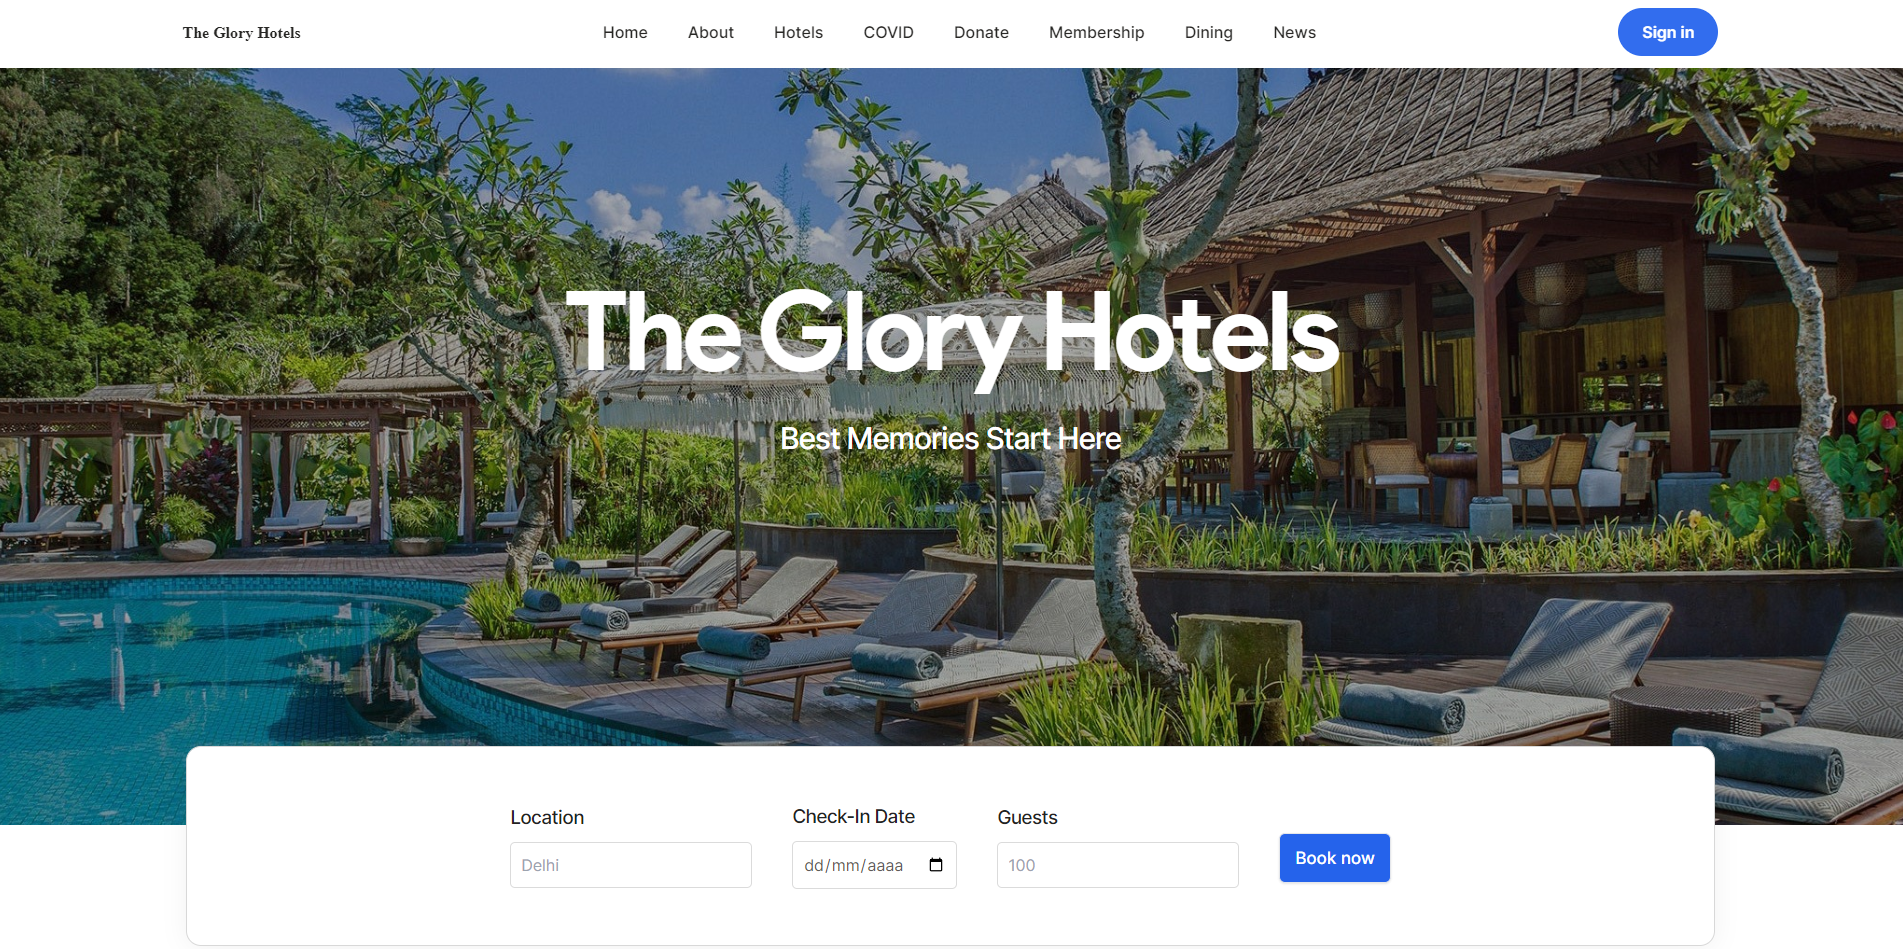 The Glory Hotels
Home About Hotels COVID Donate Membership Dining News
Sign in
The Glory Hotels
Best Memories Start Here
Location
Check-In Date
Guests
Delhi
dd/mm/aaaa
100
Book now